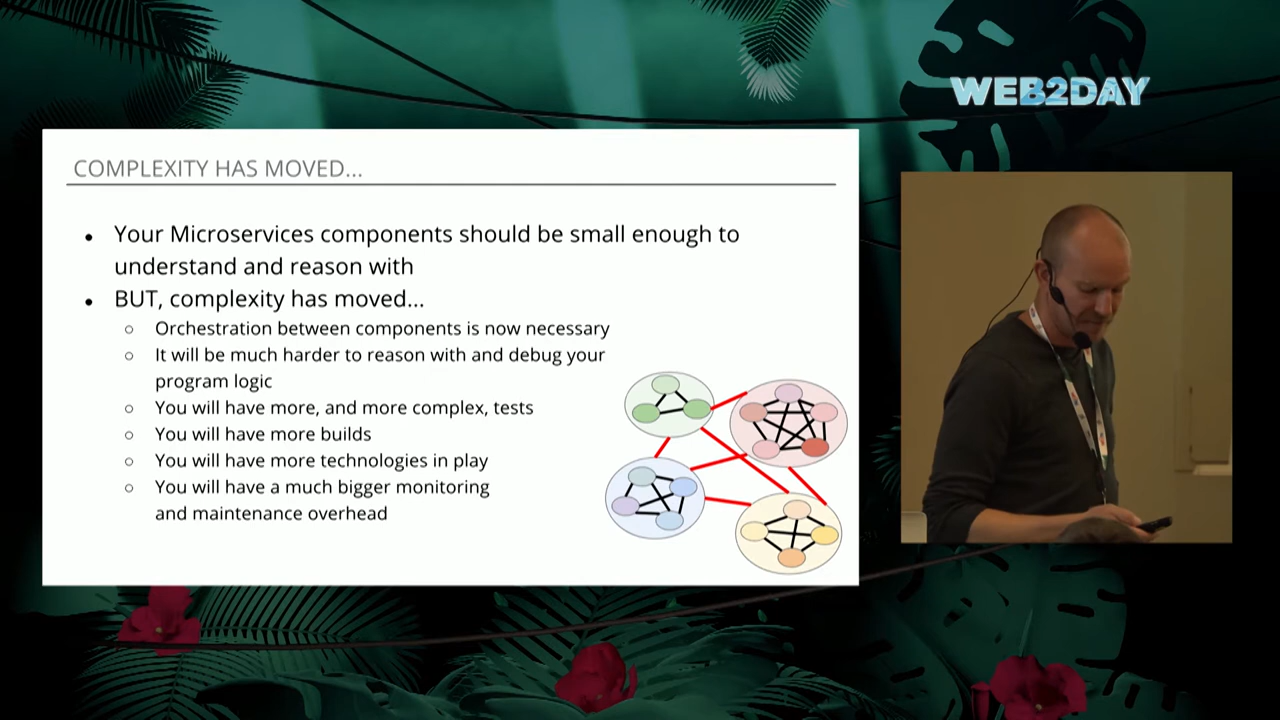 WEB2DAY
COMPLEXITY HAS MOVED...
• Your Microservices components should be small enough to
understand and reason with
• BUT, complexity has moved...
○ Orchestration between components is now necessary
○ It will be much harder to reason with and debug your
program logic
○ You will have more, and more complex, tests
○ You will have more builds
○ You will have more technologies in play
○ You will have a much bigger monitoring
and maintenance overhead